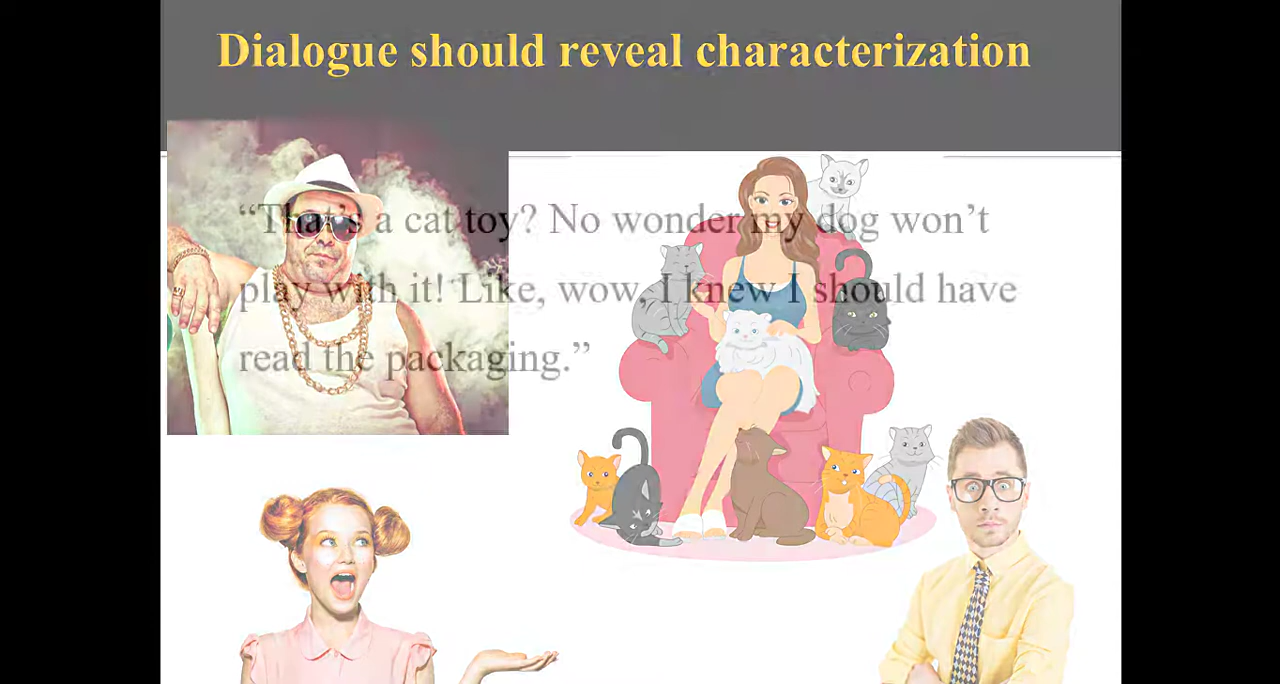 Dialogue should reveal characterization
“That’s a cat toy? No wonder my dog won’t
play with it! Like, wow, I knew I should have
read the packaging.”